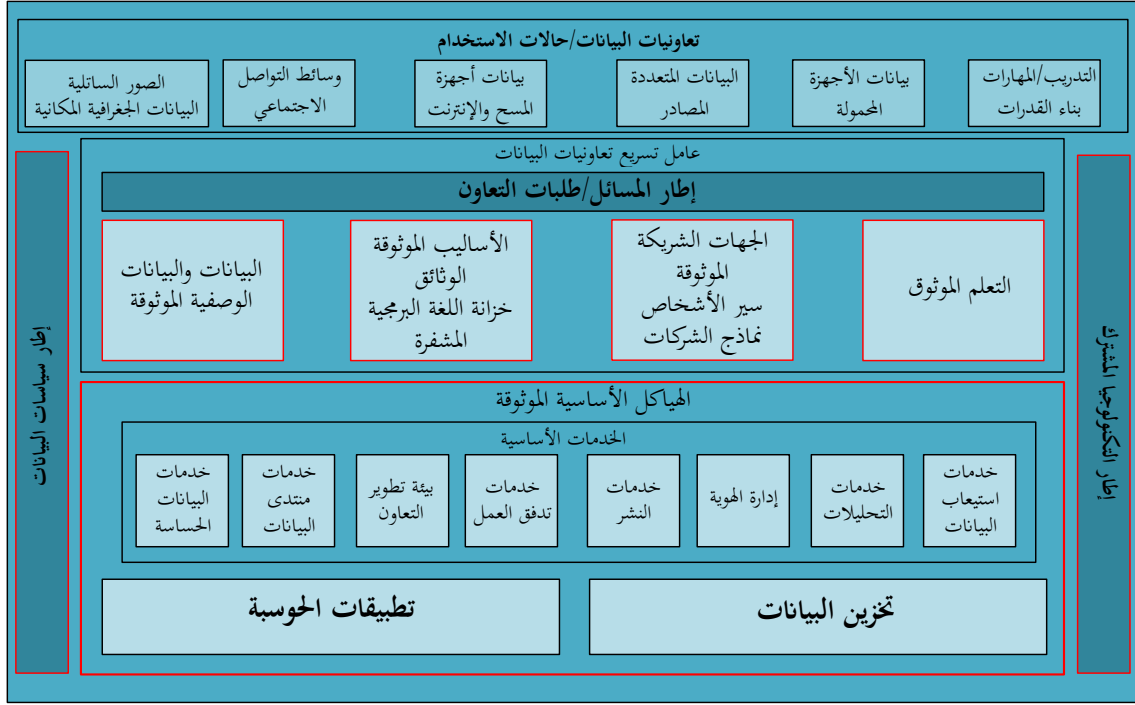 تعاونيات البيانات/حالات الاستخدام
التدريب/المهارات
بناء القدرات
بيانات الأجهزة
المحمولة
البيانات المتعددة
المصادر
بيانات أجهزة
المسح والإنترنت
وسائط التواصل
الاجتماعي
الصور الساتلية
البيانات الجغرافية المكانية
إطار التكنولوجيا المشترك
عامل تسريع تعاونيات البيانات
إطار المسائل/طلبات التعاون
التعلم الموثوق
الجهات الشريكة
الموثوقة
سير الأشخاص
نماذج الشركات
الأساليب الموثوقة
الوثائق
خزانة اللغة البرمجية
المشفرة
البيانات والبيانات
الوصفية الموثوقة
الهياكل الأساسية الموثوقة
الخدمات الأساسية
خدمات
استيعاب
البيانات
خدمات
التحليلات
إدارة الهوية
خدمات
النشر
خدمات
تدفق العمل
بيئة تطوير
التعاون
خدمات
منتدى
البيانات
خدمات
البيانات
الحساسة
تخزين البيانات
تطبيقات الحوسبة
إطار سياسات البيانات